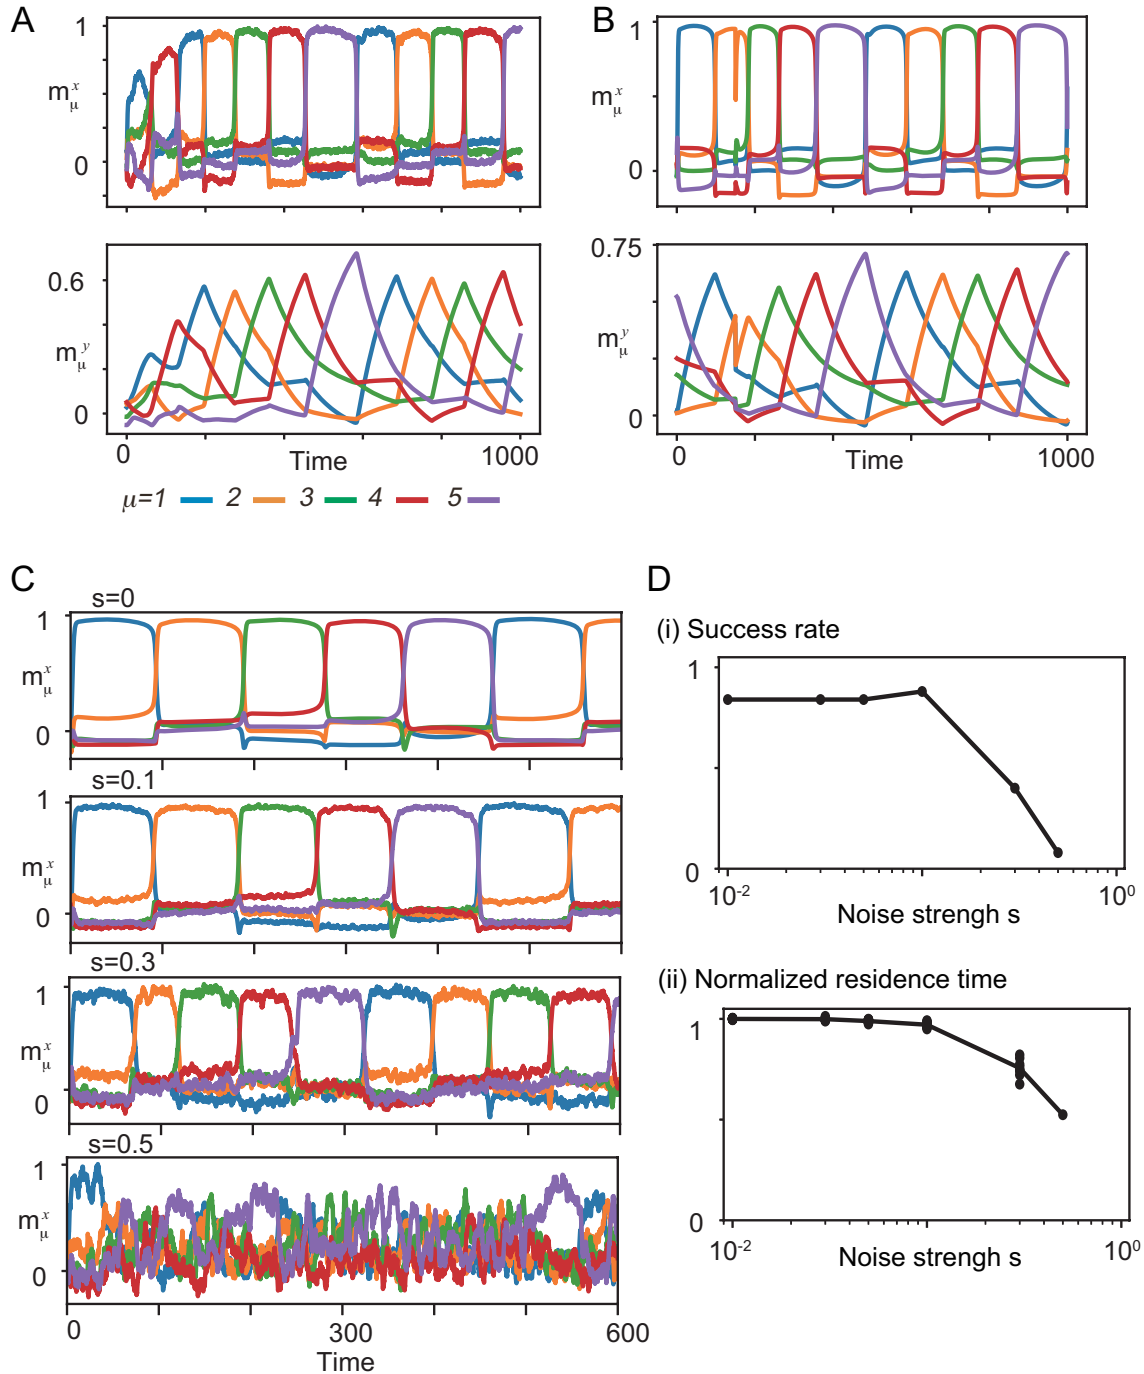 A
1
m^x_μ
0
0.6
m^y_μ
0
0
Time
1000
B
1
m^x_μ
0
0.75
m^y_μ
0
0
Time
1000
μ=1 2 3 4 5
C
s=0
1
m^x_μ
0
s=0.1
1
m^x_μ
0
s=0.3
1
m^x_μ
0
s=0.5
1
m^x_μ
0
0
300
600
Time
D
(i) Success rate
1
0
10^-2
10^0
Noise strengh s
(ii) Normalized residence time
1
0
10^-2
10^0
Noise strengh s